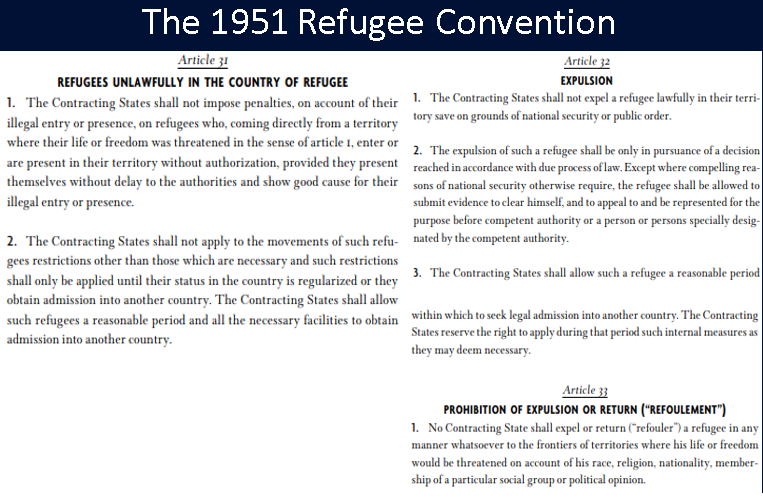 The 1951 Refugee Convention
Article 31
REFUGEES UNLAWFULLY IN THE COUNTRY OF REFUGEE
1. The Contracting States shall not impose penalties, on account of their
illegal entry or presence, on refugees who, coming directly from a territory
where their life or freedom was threatened in the sense of article 1, enter or
are present in their territory without authorization, provided they present
themselves without delay to the authorities and show good cause for their
illegal entry or presence.
2. The Contracting States shall not apply to the movements of such refu-
gees restrictions other than those which are necessary and such restrictions
shall only be applied until their status in the country is regularized or they
obtain admission into another country. The Contracting States shall allow
such refugees a reasonable period and all the necessary facilities to obtain
admission into another country.
Article 32
EXPULSION
1. The Contracting States shall not expel a refugee lawfully in their terri-
tory save on grounds of national security or public order.
2. The expulsion of such a refugee shall be only in pursuance of a decision
reached in accordance with due process of law. Except where compelling rea-
sons of national security otherwise require, the refugee shall be allowed to
submit evidence to clear himself, and to appeal to and be represented for the
purpose before competent authority or a person or persons specially desig-
nated by the competent authority.
3. The Contracting States shall allow such a refugee a reasonable period
within which to seek legal admission into another country. The Contracting
States reserve the right to apply during that period such internal measures as
they may deem necessary.
Article 33
PROHIBITION OF EXPULSION OR RETURN ("REFOULEMENT")
1. No Contracting State shall expel or return ("refouler") a refugee in any
manner whatsoever to the frontiers of territories where his life or freedom
would be threatened on account of his race, religion, nationality, member-
ship of a particular social group or political opinion.